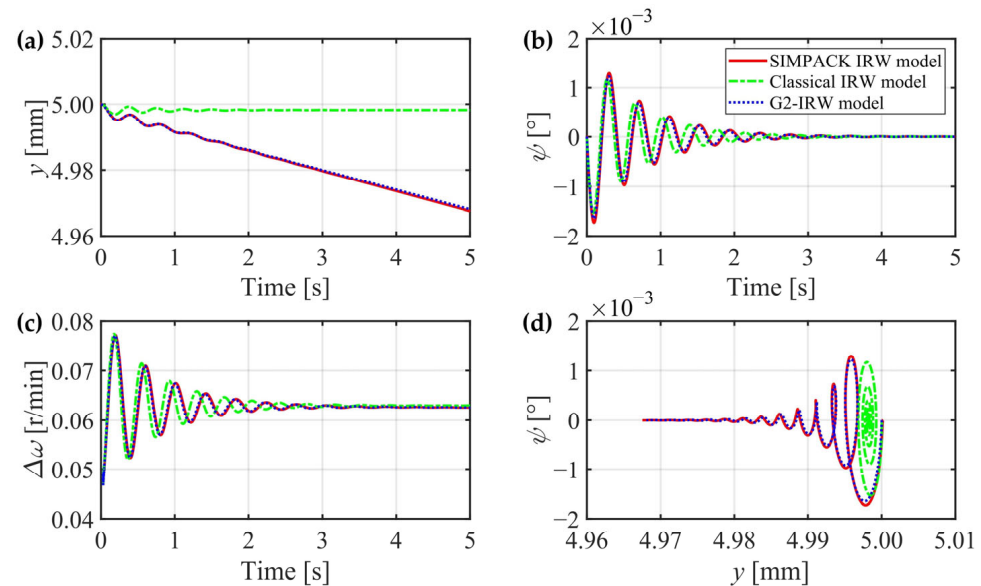 (a)
5.02
5.00
4.98
4.96
y [mm]
0 1 2 3 4 5
Time [s]
(b)
×10−3
2
1
0
−1
−2
ψ [°]
SIMPACK IRW model
Classical IRW model
G2-IRW model
0 1 2 3 4 5
Time [s]
(c)
0.08
0.07
0.06
0.05
0.04
Δω [r/min]
0 1 2 3 4 5
Time [s]
(d)
×10−3
2
1
0
−1
−2
ψ [°]
4.96 4.97 4.98 4.99 5.00 5.01
y [mm]